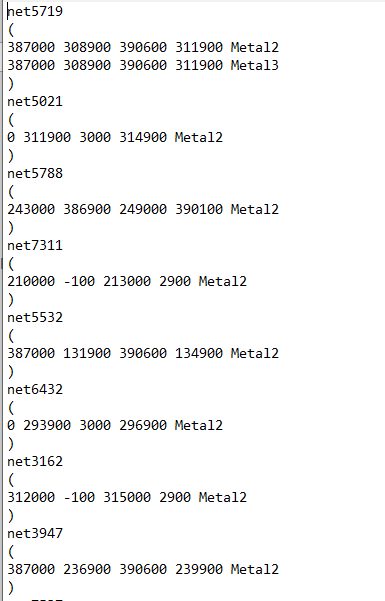 net5719
(
387000 308900 390600 311900 Metal2
387000 308900 390600 311900 Metal3
)
net5021
(
0 311900 3000 314900 Metal2
)
net5788
(
243000 386900 249000 390100 Metal2
)
net7311
(
210000 -100 213000 2900 Metal2
)
net5532
(
387000 131900 390600 134900 Metal2
)
net6432
(
0 293900 3000 296900 Metal2
)
net3162
(
312000 -100 315000 2900 Metal2
)
net3947
(
387000 236900 390600 239900 Metal2
)